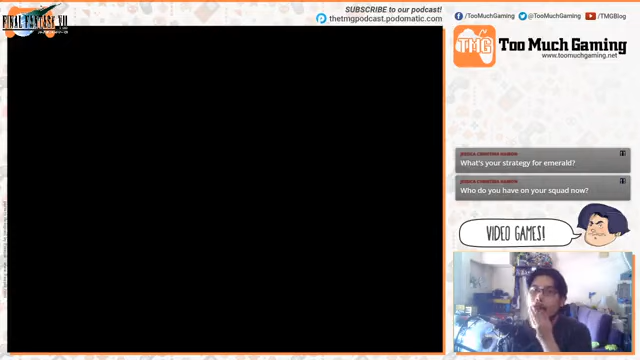 FINAL FANTASY VII
SUBSCRIBE to our podcast!
thetmgpodcast.podomatic.com
/TooMuchGaming
@TooMuchGaming
/TMGBlog
TMG
Too Much Gaming
www.toomuchgaming.net
What's your strategy for emerald?
Who do you have on your squad now?
VIDEO GAMES!